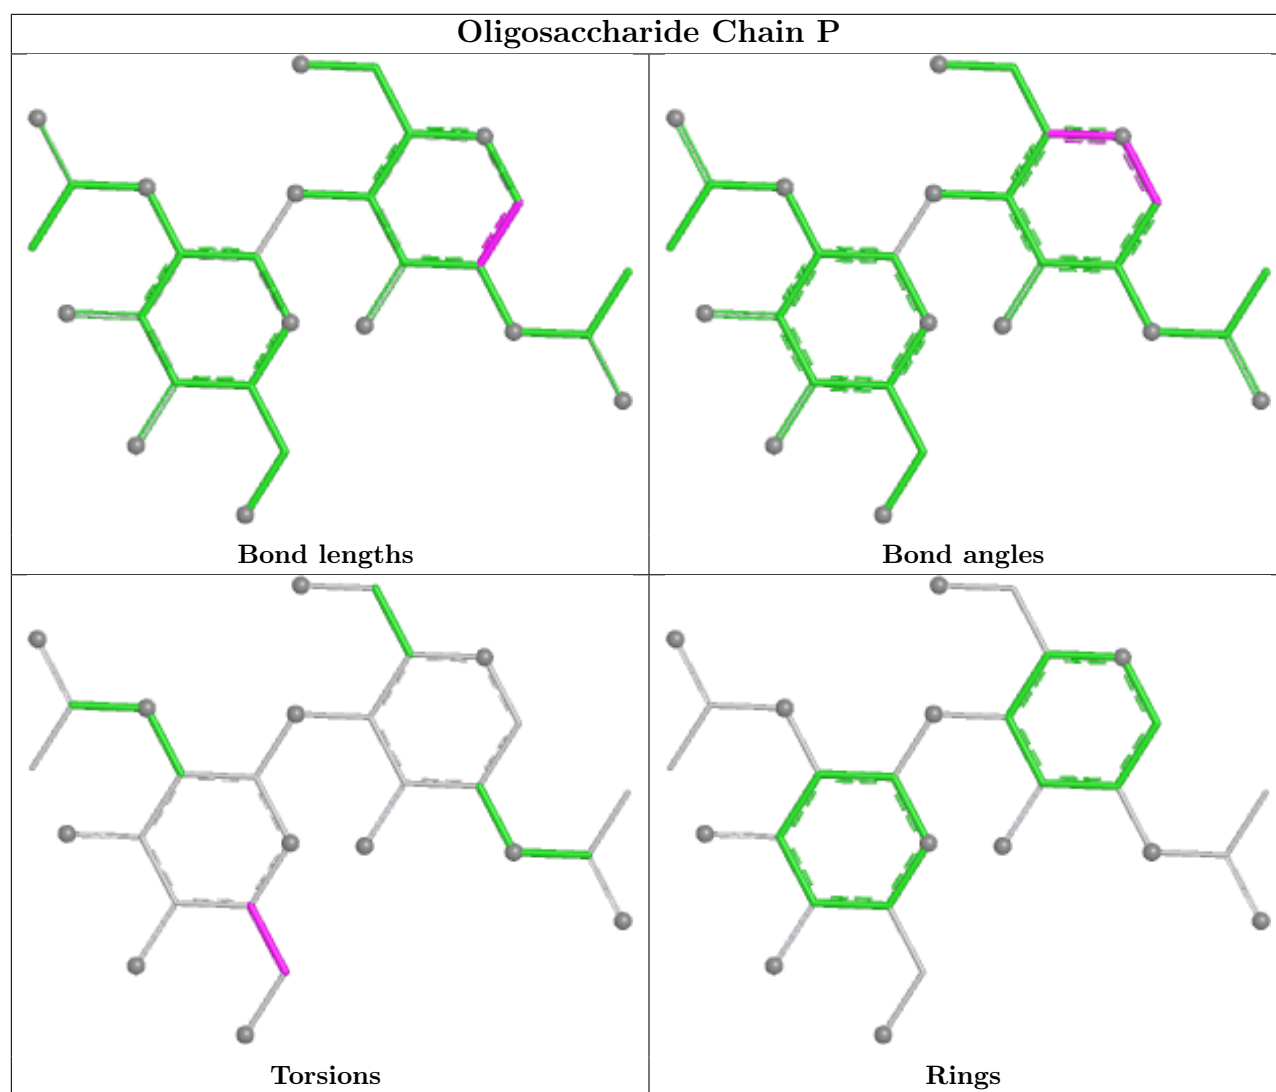 Oligosaccharide Chain P
Bond lengths
Bond angles
Torsions
Rings